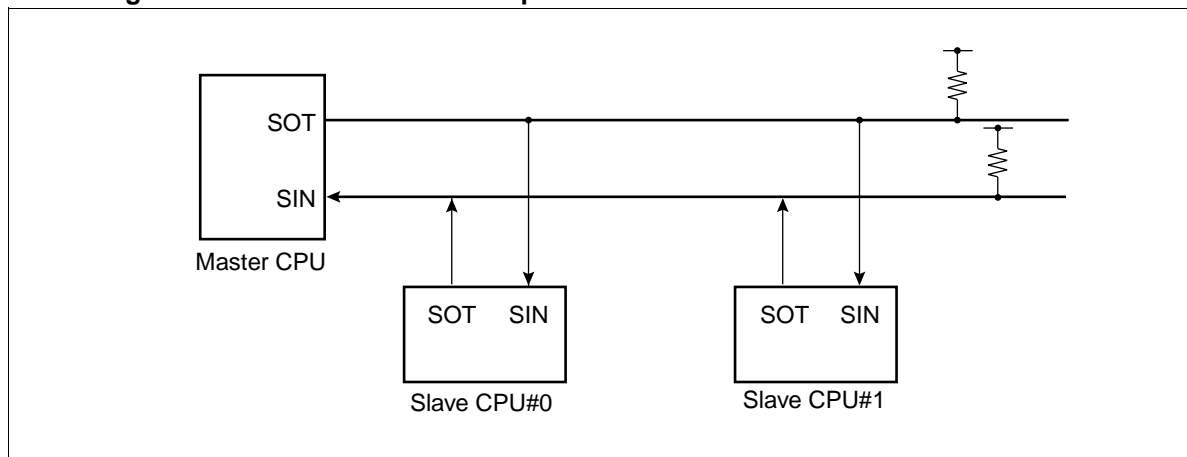 SOT
SIN
Master CPU
SOT SIN
Slave CPU#0
SOT SIN
Slave CPU#1